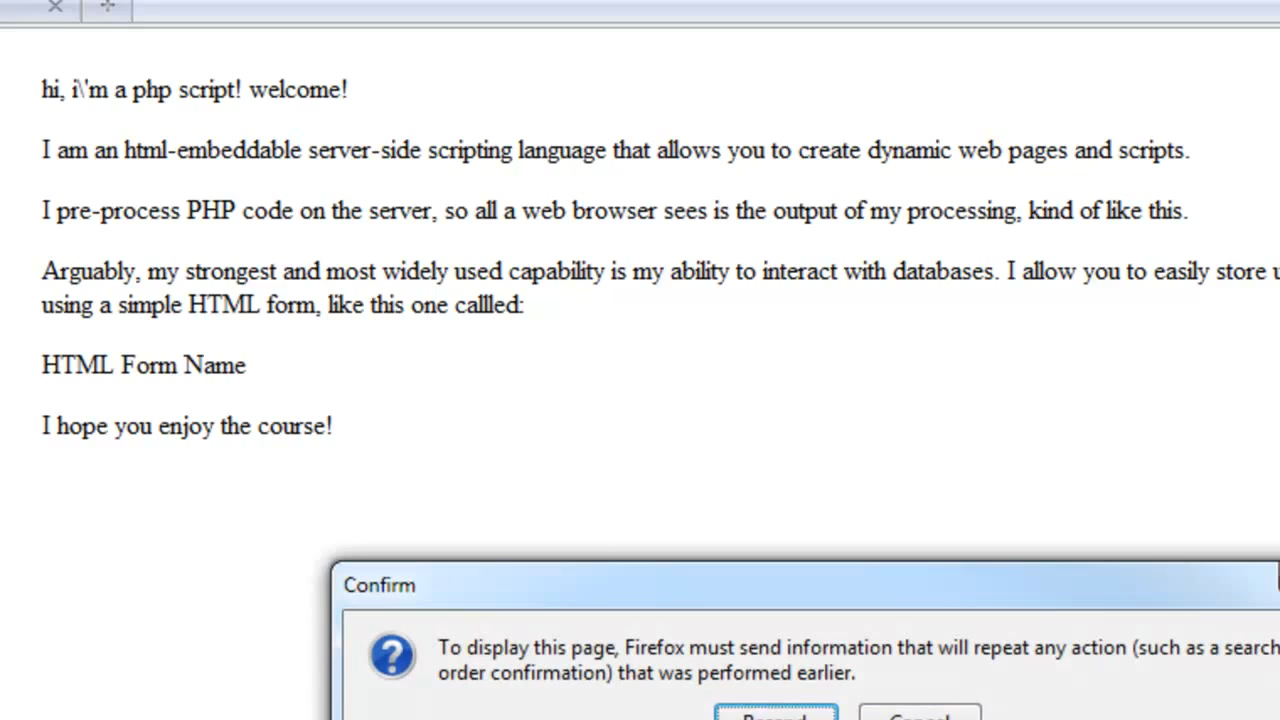 hi, i\'m a php script! welcome!
I am an html-embeddable server-side scripting language that allows you to create dynamic web pages and scripts.
I pre-process PHP code on the server, so all a web browser sees is the output of my processing, kind of like this.
Arguably, my strongest and most widely used capability is my ability to interact with databases. I allow you to easily store
using a simple HTML form, like this one callled:
HTML Form Name
I hope you enjoy the course!
Confirm
To display this page, Firefox must send information that will repeat any action (such as a search
order confirmation) that was performed earlier.
Resend Cancel